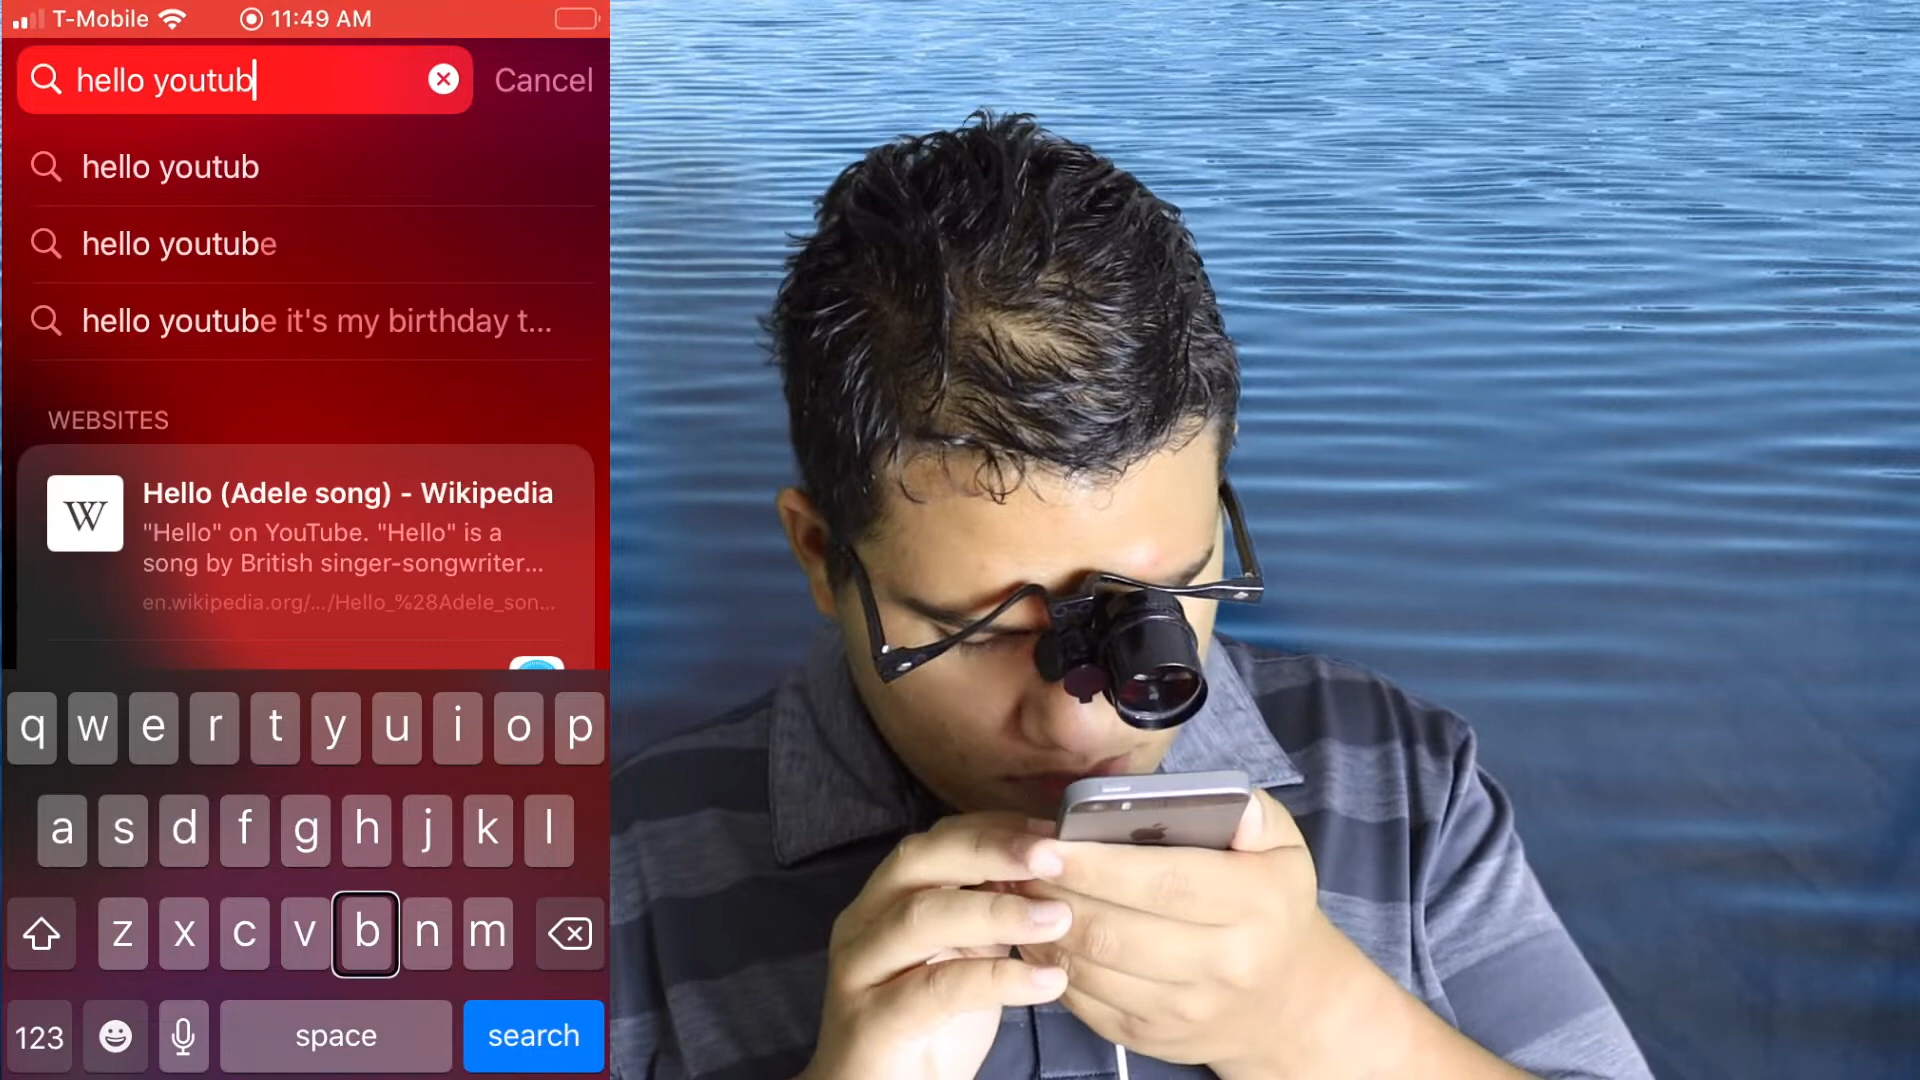 T-Mobile 11:49 AM
hello youtub Cancel
hello youtub
hello youtube
hello youtube it's my birthday t...
WEBSITES
W Hello (Adele song) - Wikipedia
"Hello" on YouTube. "Hello" is a
song by British singer-songwriter...
en.wikipedia.org/.../Hello_%28Adele_son...
q w e r t y u i o p
a s d f g h j k l
z x c v b n m
123 space search